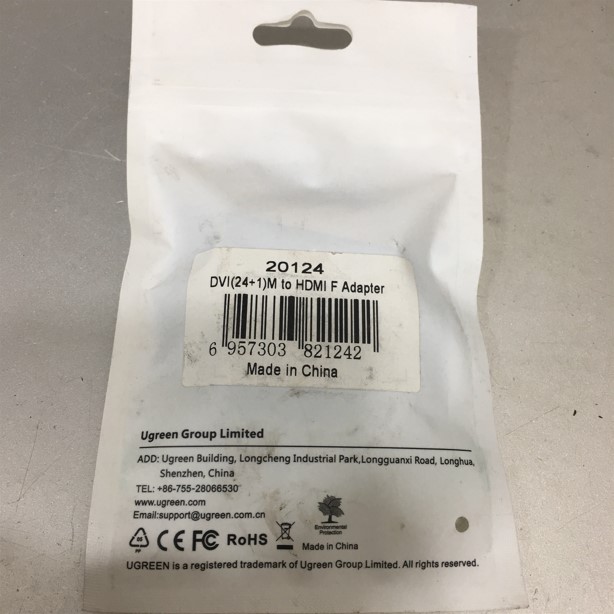 20124
DVI(24+1)M to HDMI F Adapter
6 957303 821242
Made in China
Ugreen Group Limited
ADD: Ugreen Building, Longcheng Industrial Park,Longguanxi Road, Longhua,
Shenzhen, China
TEL: +86-755-28066530
www.ugreen.com
Email:support@ugreen.com.cn
Environmental
Protection
PP
CE FC RoHS
Made in China
UGREEN is a registered trademark of Ugreen Group Limited. All rights reserved.